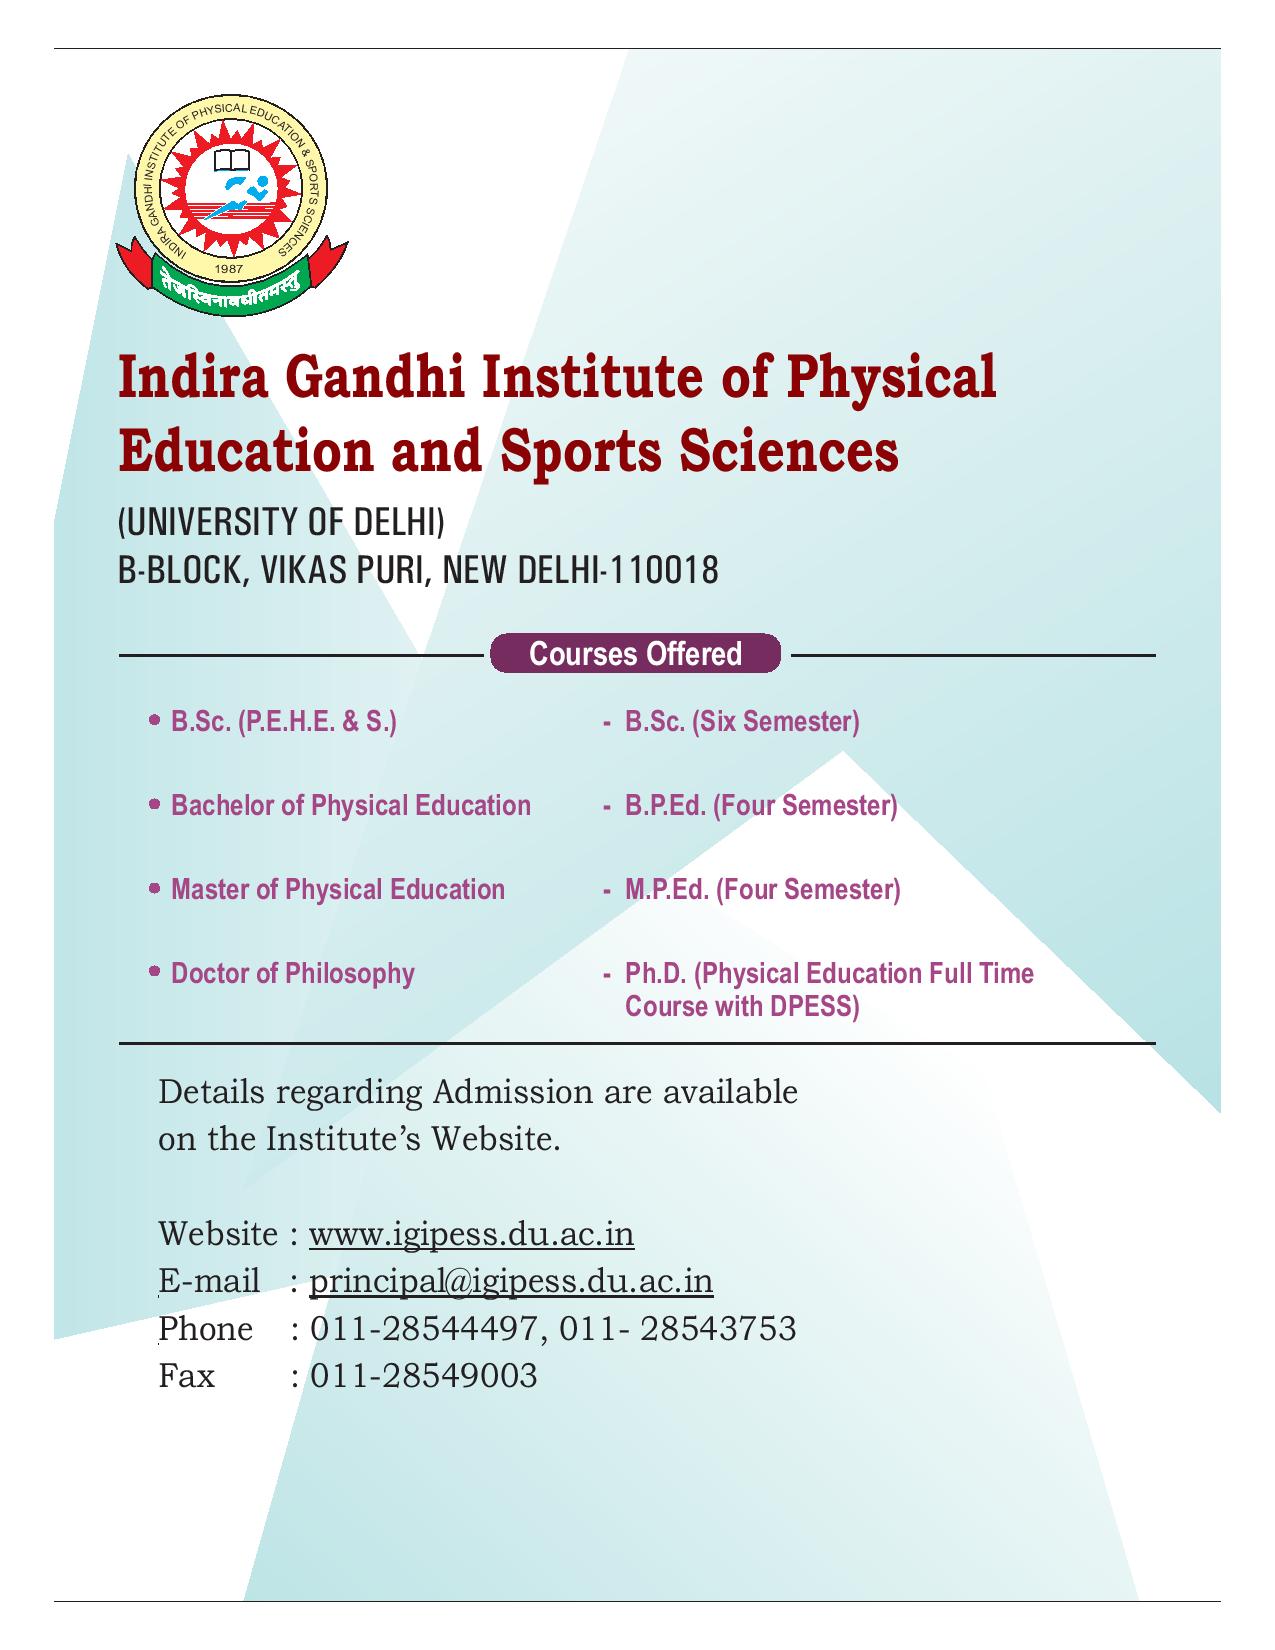 INDIRA GANDHI INSTITUTE OF PHYSICAL EDUCATION & SPORTS SCIENCES
1987
तेजस्विनावधीतमस्तु
Indira Gandhi Institute of Physical
Education and Sports Sciences
(UNIVERSITY OF DELHI)
B-BLOCK, VIKAS PURI, NEW DELHI-110018
Courses Offered
• B.Sc. (P.E.H.E. & S.) - B.Sc. (Six Semester)
• Bachelor of Physical Education - B.P.Ed. (Four Semester)
• Master of Physical Education - M.P.Ed. (Four Semester)
• Doctor of Philosophy - Ph.D. (Physical Education Full Time
Course with DPESS)
Details regarding Admission are available
on the Institute’s Website.
Website : www.igipess.du.ac.in
E-mail : principal@igipess.du.ac.in
Phone : 011-28544497, 011- 28543753
Fax : 011-28549003